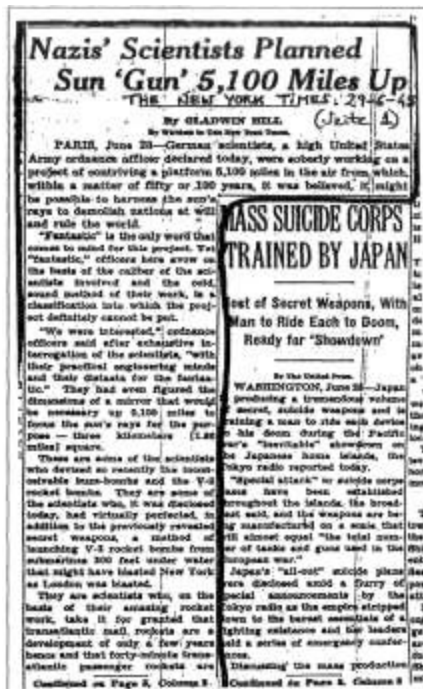 Nazis' Scientists Planned
Sun 'Gun' 5,100 Miles Up
THE NEW YORK TIMES. 29-6-45
(Seite 1)
By GLADWIN HILL
By Wireless to THE NEW YORK TIMES.
PARIS, June 28—German scientists, a high United States
Army ordnance officer declared today, were soberly working on a
project of contriving a platform 5,100 miles in the air from which,
within a matter of fifty or 100 years, it was believed, it might
be possible to harness the sun's
rays to demolish nations at will
and rule the world.
"Fantastic" is the only word that
comes to mind for this project. Yet
"fantastic," officers here avow on
the basis of the caliber of the sci-
entists involved and the cold,
sound method of their work, is a
classification into which the proj-
ect definitely cannot be put.
"We were interested," ordnance
officers said after exhaustive in-
terrogation of the scientists, "with
their practical engineering minds
and their distaste for the fantas-
tic." They had even figured the
dimensions of a mirror that would
be necessary up 5,100 miles to
focus the sun's rays for the pur-
pose — three kilometers
miles] square.
These are some of the scientists
who devised so recently the incon-
ceivable buzz-bombs and the V-2
rocket bombs. They are some of
the scientists who, it was disclosed
today, had virtually perfected, in
addition to the previously revealed
secret weapons, a method of
launching V-2 rocket bombs from
submarines 300 feet under water
that might have blasted New York
as London was blasted.
They are scientists who, on the
basis of their amazing rocket
work, take it for granted that
transatlantic mail rockets are a
development of only a few years
hence and that forty-minute trans-
atlantic passenger rockets are
Continued on Page 5, Column 2
MASS SUICIDE CORPS
TRAINED BY JAPAN
Host of Secret Weapons, With
Man to Ride Each to Doom,
Ready for "Showdown"
By The United Press.
WASHINGTON, June 28—Japan
is producing a tremendous volume
of secret, suicide weapons and is
training a man to ride each device
to his doom during the Pacific
war's "inevitable" showdown on
the Japanese home islands, the
Tokyo radio reported today.
"Special attack" or suicide corps
bases have been established
throughout the islands, the broad-
cast said, and the weapons are be-
ing manufactured on a scale that
will almost equal "the total num-
ber of tanks and guns used in the
European war."
Japan's "all-out" suicide plans
were disclosed amid a flurry of
special announcements by the
Tokyo radio as the empire stripped
down to the barest essentials of a
fighting existence and its leaders
held a series of emergency confer-
ences.
Discussing the mass production
Continued on Page 3, Column